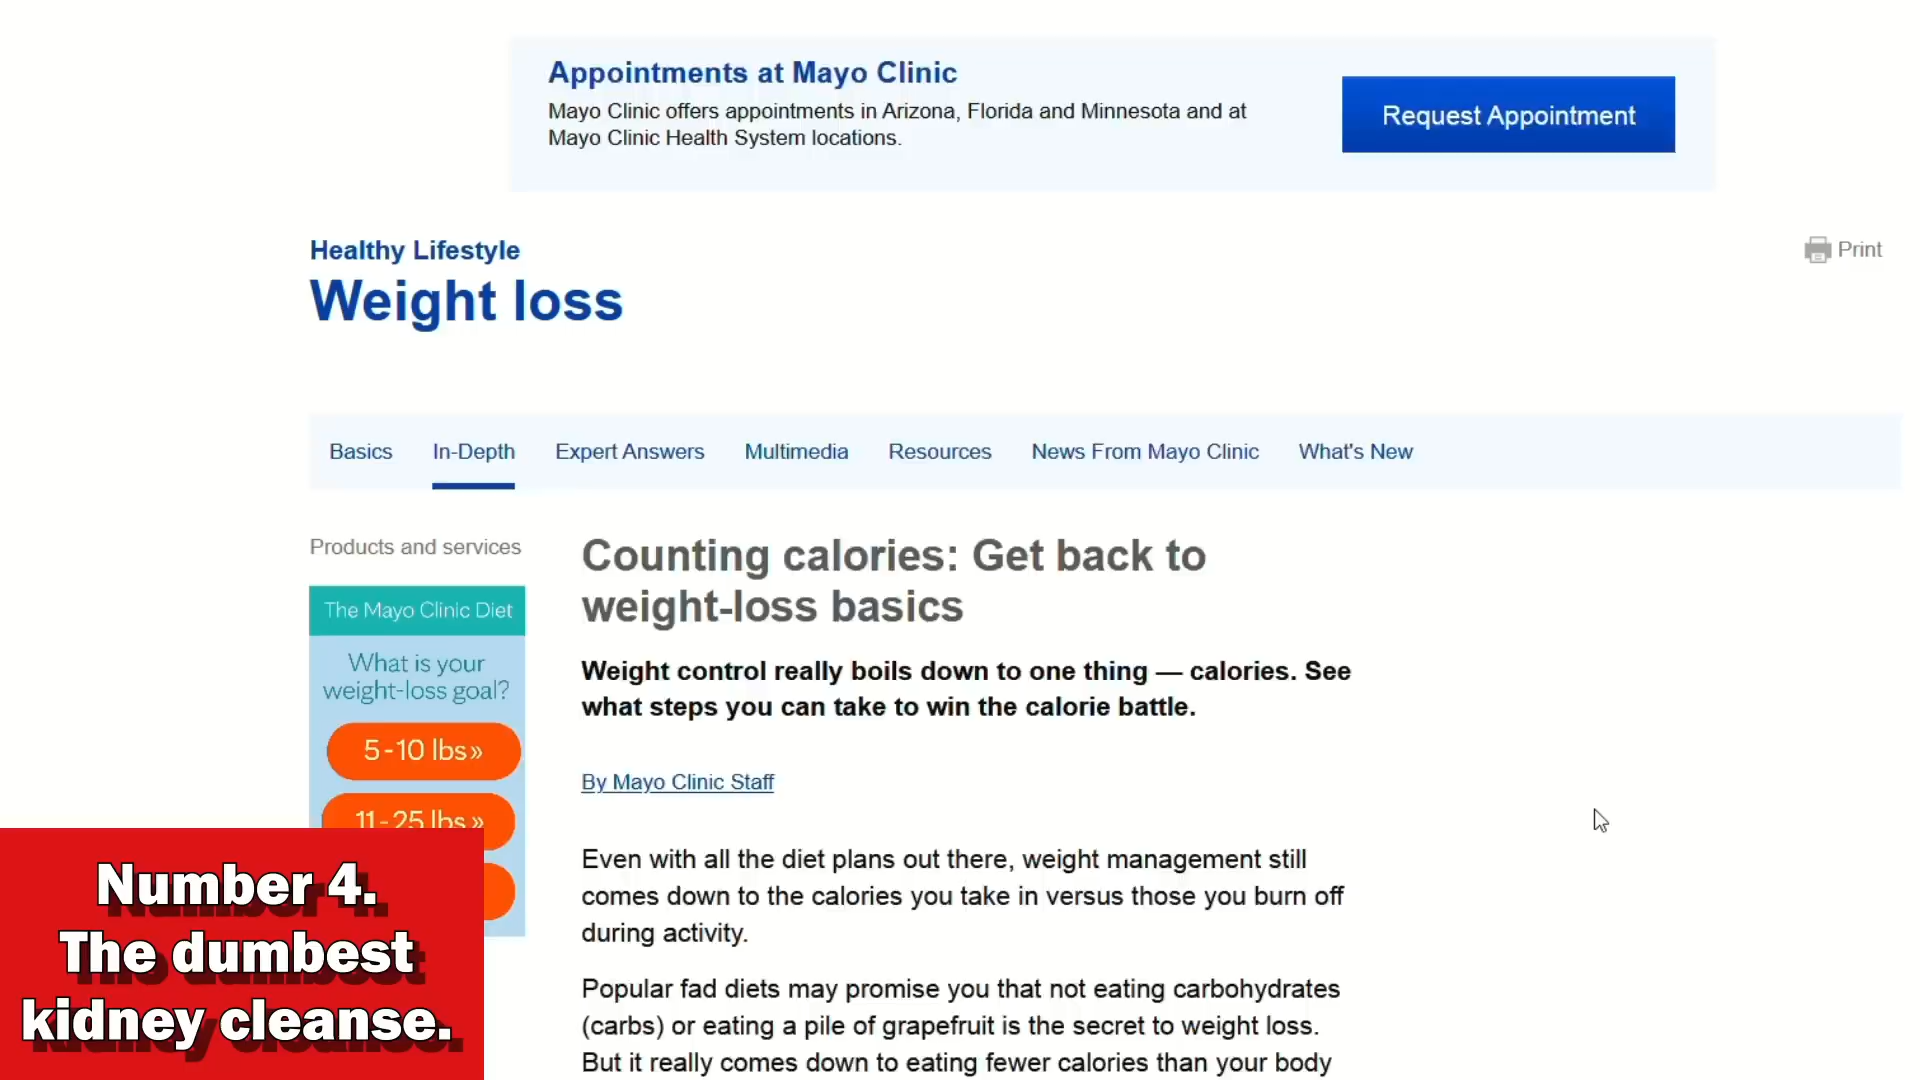 Appointments at Mayo Clinic
Mayo Clinic offers appointments in Arizona, Florida and Minnesota and at
Mayo Clinic Health System locations.
Request Appointment
Healthy Lifestyle
Print
Weight loss
Basics In-Depth Expert Answers Multimedia Resources News From Mayo Clinic What's New
Products and services
The Mayo Clinic Diet
What is your
weight-loss goal?
5-10 lbs»
11-25 lbs»
Counting calories: Get back to
weight-loss basics
Weight control really boils down to one thing — calories. See
what steps you can take to win the calorie battle.
By Mayo Clinic Staff
Even with all the diet plans out there, weight management still
comes down to the calories you take in versus those you burn off
during activity.
Popular fad diets may promise you that not eating carbohydrates
(carbs) or eating a pile of grapefruit is the secret to weight loss.
But it really comes down to eating fewer calories than your body
Number 4.
The dumbest
kidney cleanse.